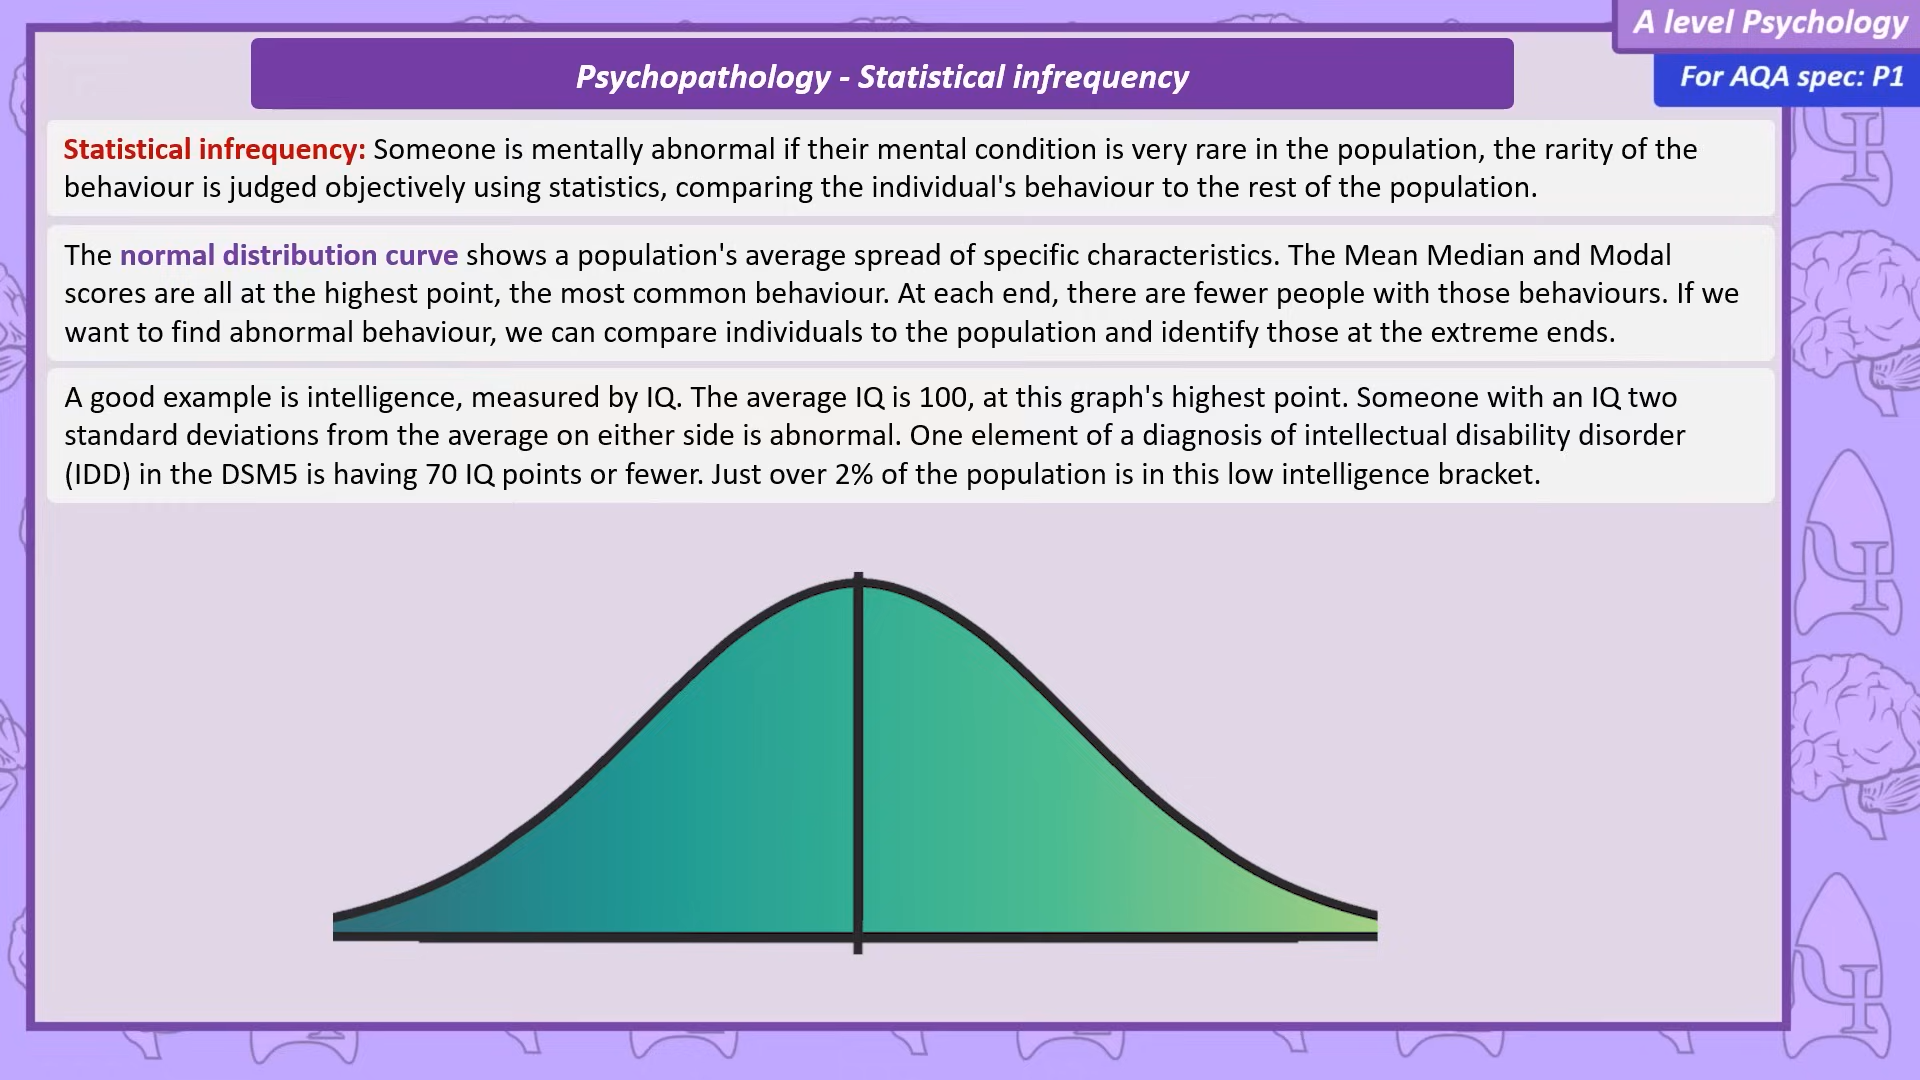 A level Psychology
For AQA spec: P1
Psychopathology - Statistical infrequency
Statistical infrequency: Someone is mentally abnormal if their mental condition is very rare in the population, the rarity of the
behaviour is judged objectively using statistics, comparing the individual's behaviour to the rest of the population.
The normal distribution curve shows a population's average spread of specific characteristics. The Mean Median and Modal
scores are all at the highest point, the most common behaviour. At each end, there are fewer people with those behaviours. If we
want to find abnormal behaviour, we can compare individuals to the population and identify those at the extreme ends.
A good example is intelligence, measured by IQ. The average IQ is 100, at this graph's highest point. Someone with an IQ two
standard deviations from the average on either side is abnormal. One element of a diagnosis of intellectual disability disorder
(IDD) in the DSM5 is having 70 IQ points or fewer. Just over 2% of the population is in this low intelligence bracket.